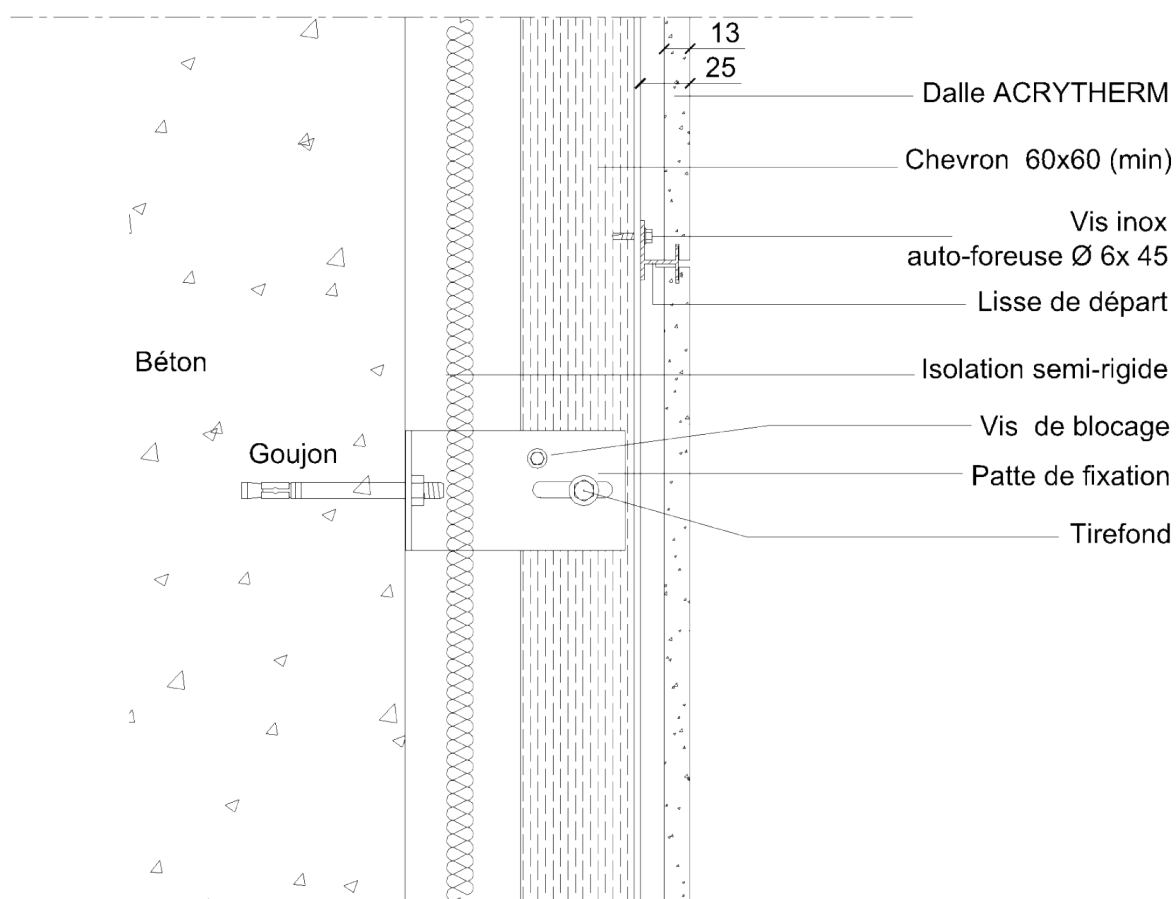 13
25
Dalle ACRYTHERM
Chevron 60x60 (min)
Vis inox
auto-foreuse Ø 6x 45
Lisse de départ
Béton
Isolation semi-rigide
Vis de blocage
Goujon
Patte de fixation
Tirefond